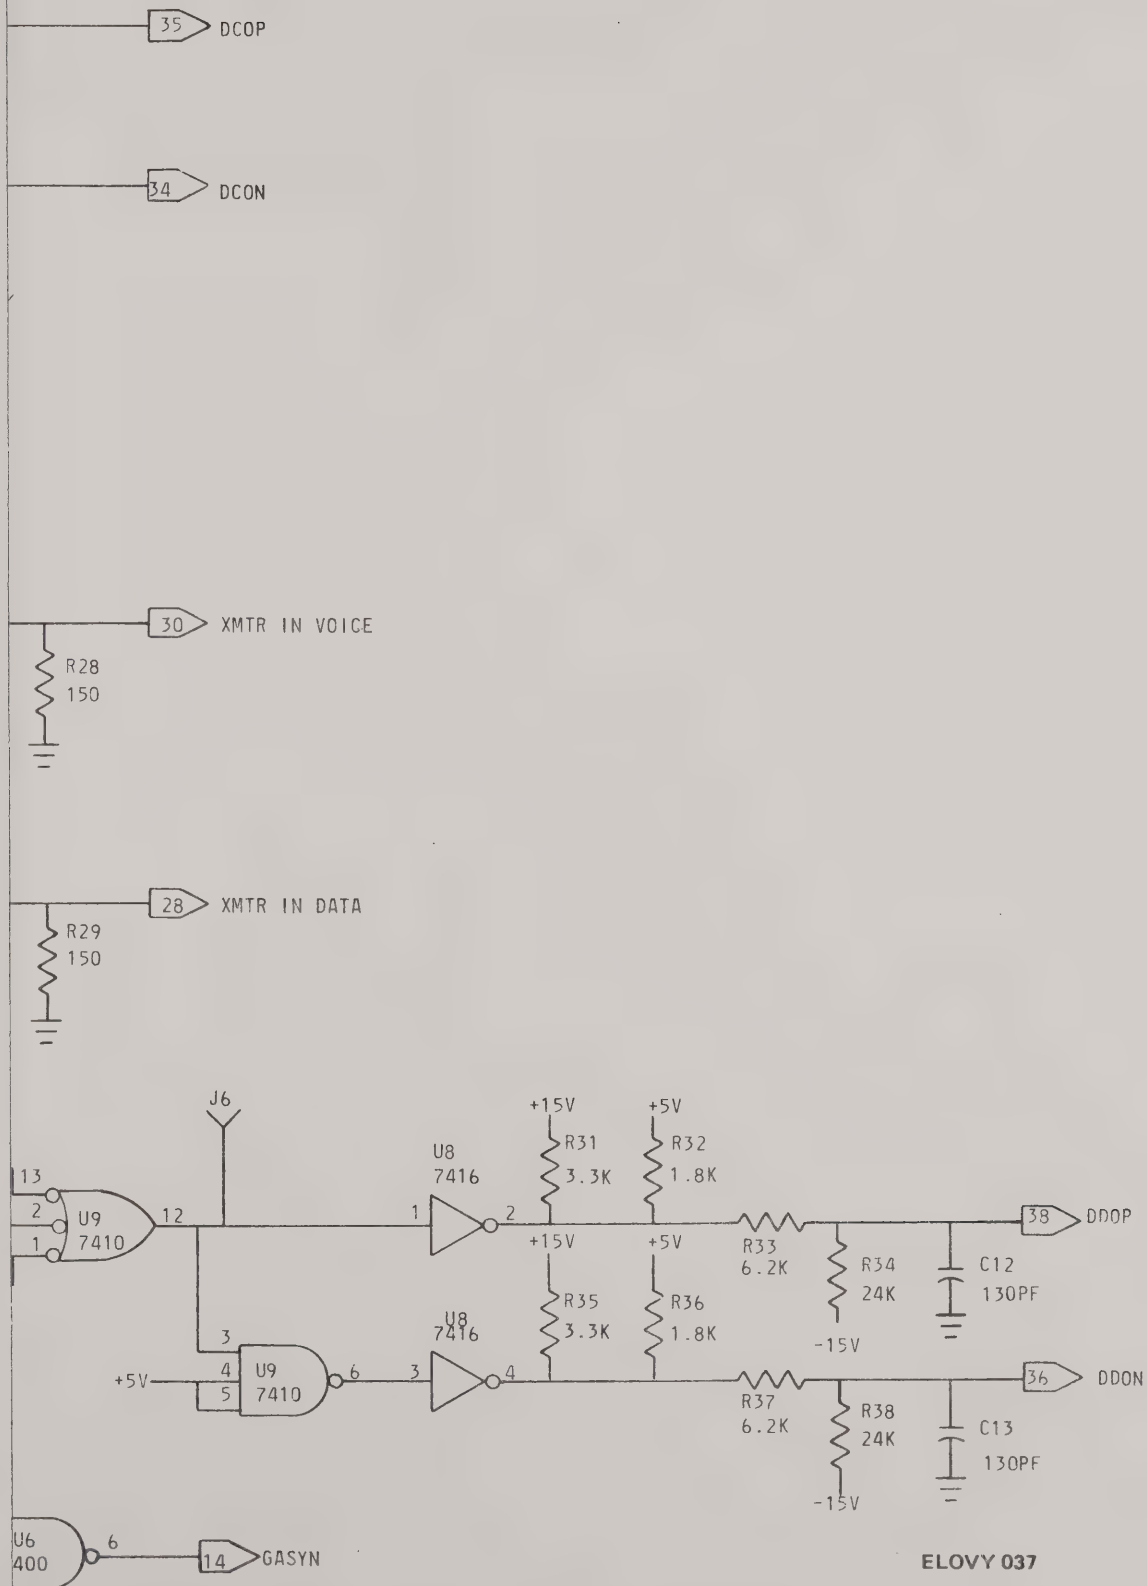 35 DCOP
34 DCON
30 XMTR IN VOICE
R28
150
28 XMTR IN DATA
R29
150
J6
+15V
+5V
R31
3.3K
R32
1.8K
U8
7416
13
2
1
U9
7410
12
1
2
R33
6.2K
R34
24K
-15V
C12
130PF
38 DDOP
+15V
+5V
R35
3.3K
R36
1.8K
U8
7416
3
4
5
+5V
U9
7410
6
3
4
R37
6.2K
R38
24K
-15V
C13
130PF
36 DDON
U6
400
6
14 GASYN
ELOVY 037